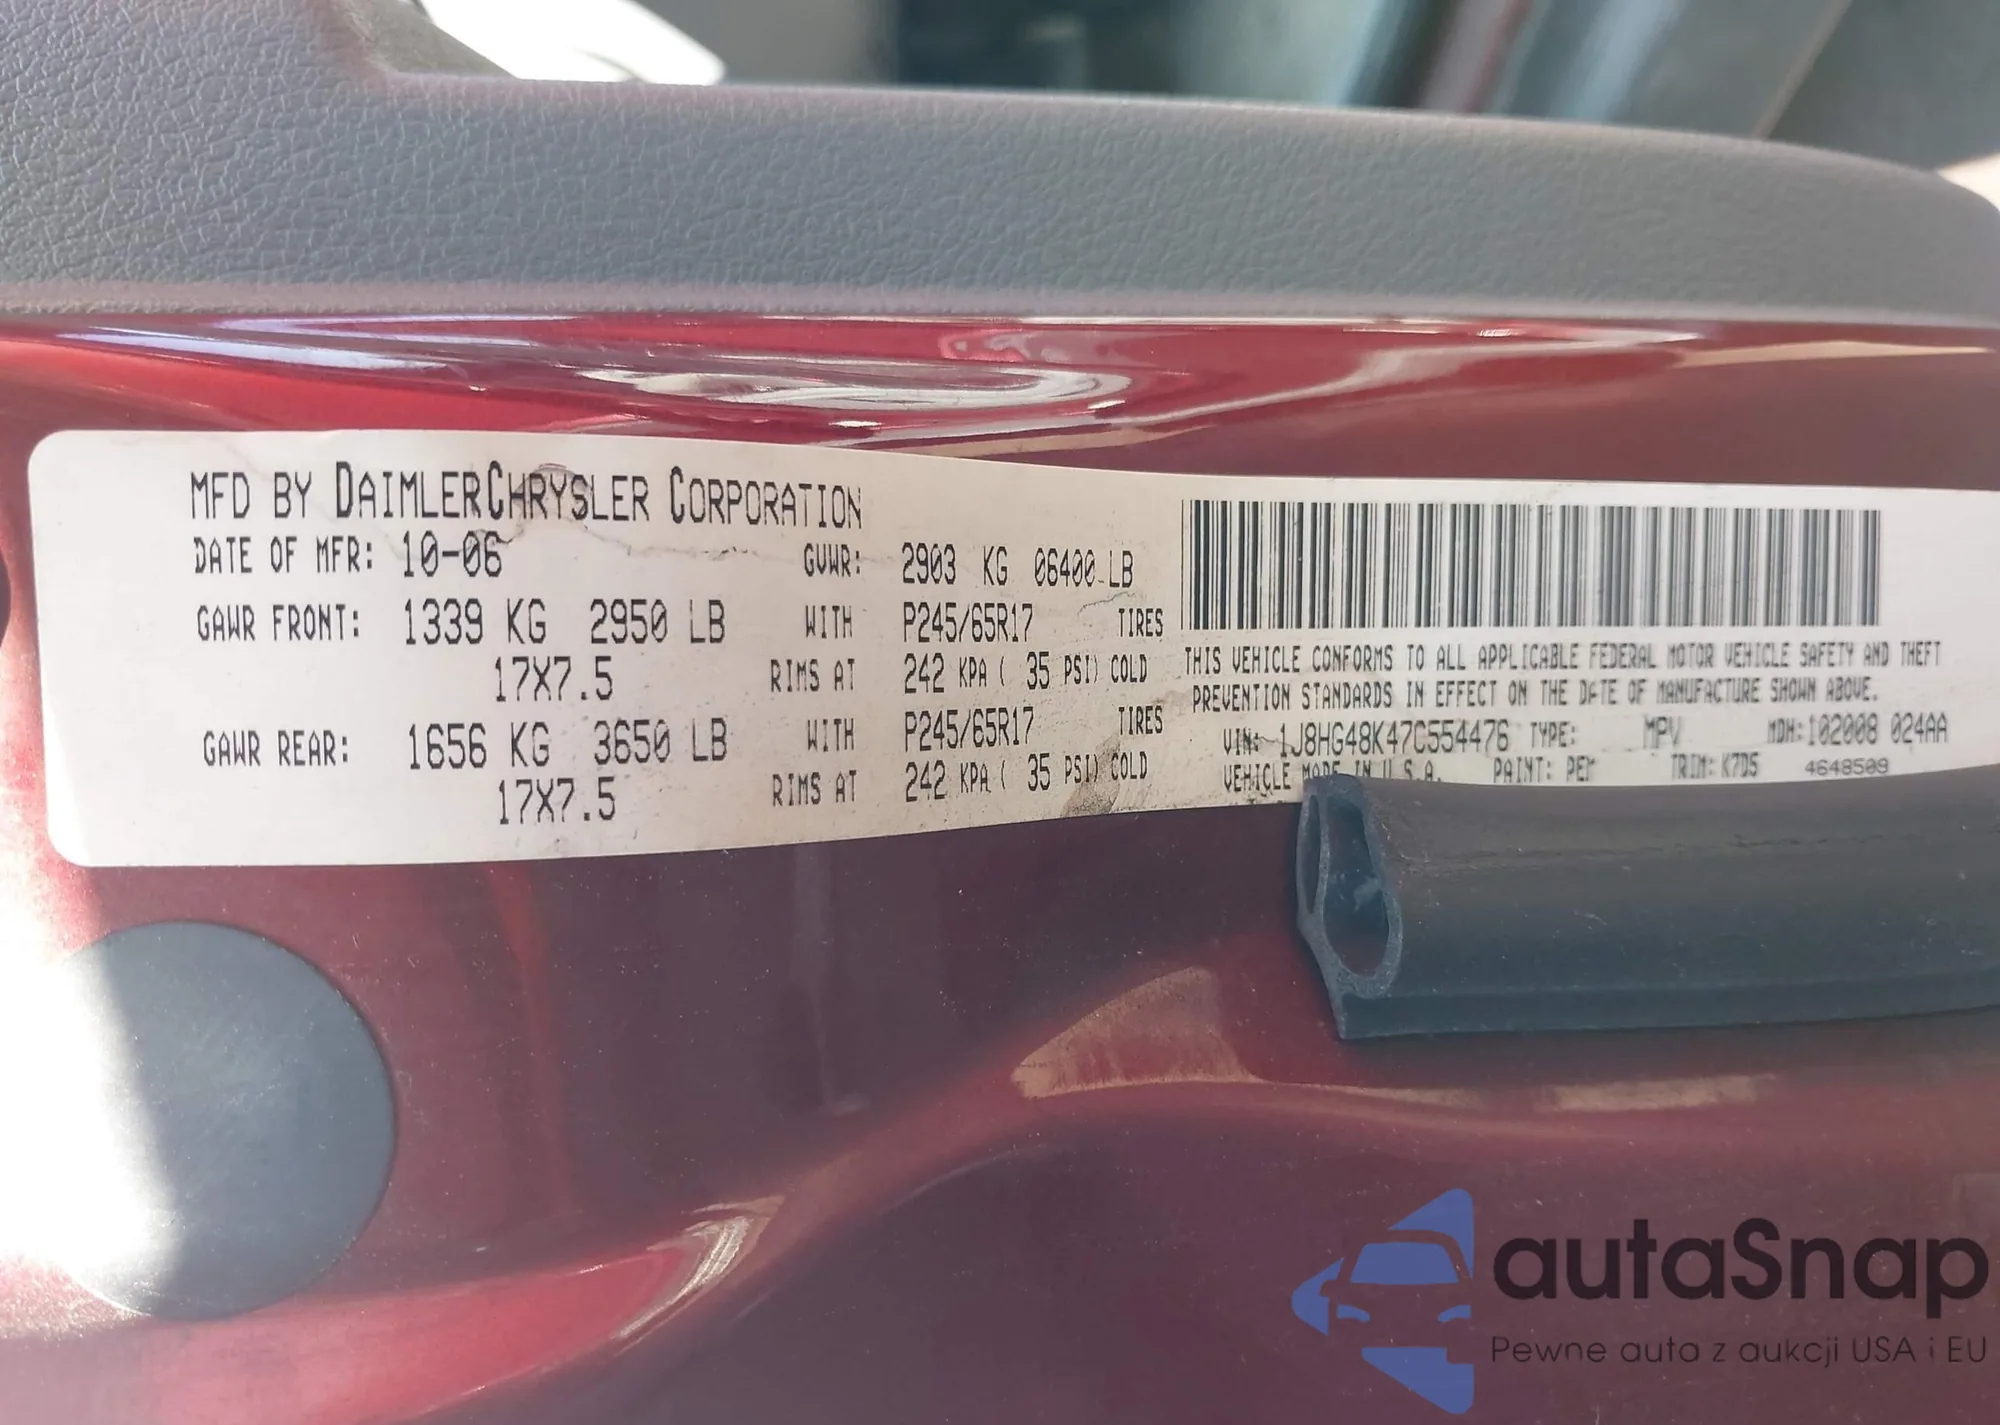 MFD BY DAIMLERCHRYSLER CORPORATION
DATE OF MFR: 10-06 GVWR: 2903 KG 06400 LB
GAWR FRONT: 1339 KG 2950 LB WITH P245/65R17 TIRES
17X7.5 RIMS AT 242 KPA ( 35 PSI) COLD
GAWR REAR: 1656 KG 3650 LB WITH P245/65R17 TIRES
17X7.5 RIMS AT 242 KPA ( 35 PSI) COLD
THIS VEHICLE CONFORMS TO ALL APPLICABLE FEDERAL MOTOR VEHICLE SAFETY AND THEFT
PREVENTION STANDARDS IN EFFECT ON THE DATE OF MANUFACTURE SHOWN ABOVE.
VIN: 1J8HG48K47C554476 TYPE: MPV MDH:102008 024AA
VEHICLE MADE IN U.S.A. PAINT: TRIM: K7D5 4648509
autaSnap
Pewne auta z aukcji USA i EU